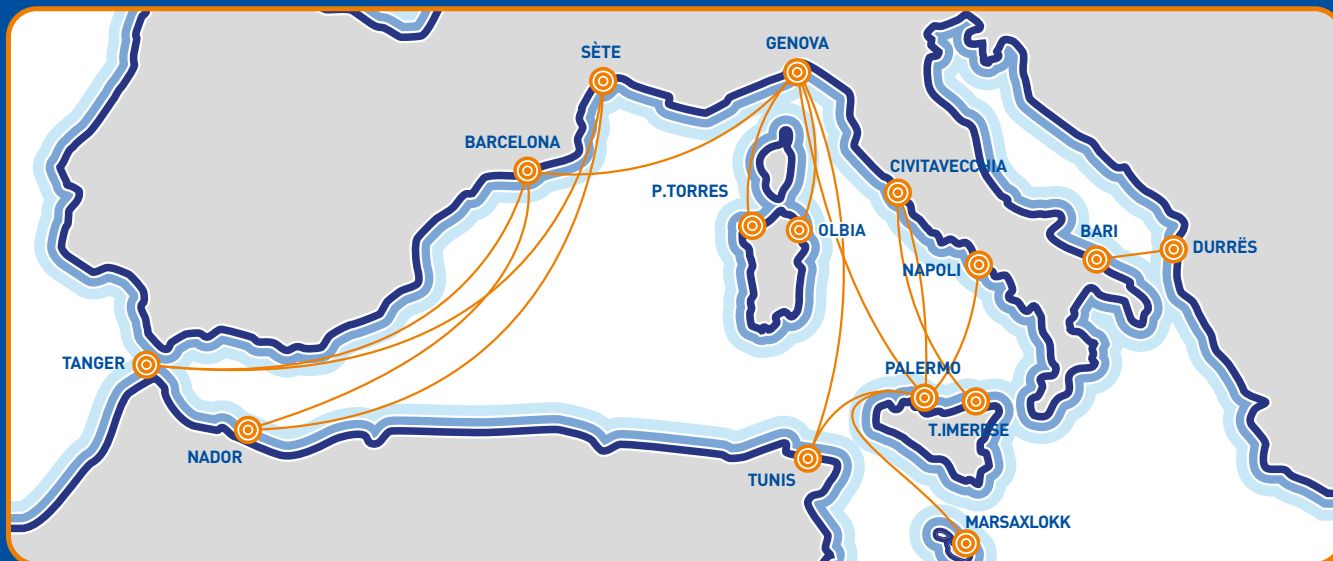 GENOVA
SÈTE
BARCELONA
CIVITAVECCHIA
P.TORRES
OLBIA
BARI
DURRËS
NAPOLI
TANGER
PALERMO
T.IMERESE
NADOR
TUNIS
MARSAXLOKK